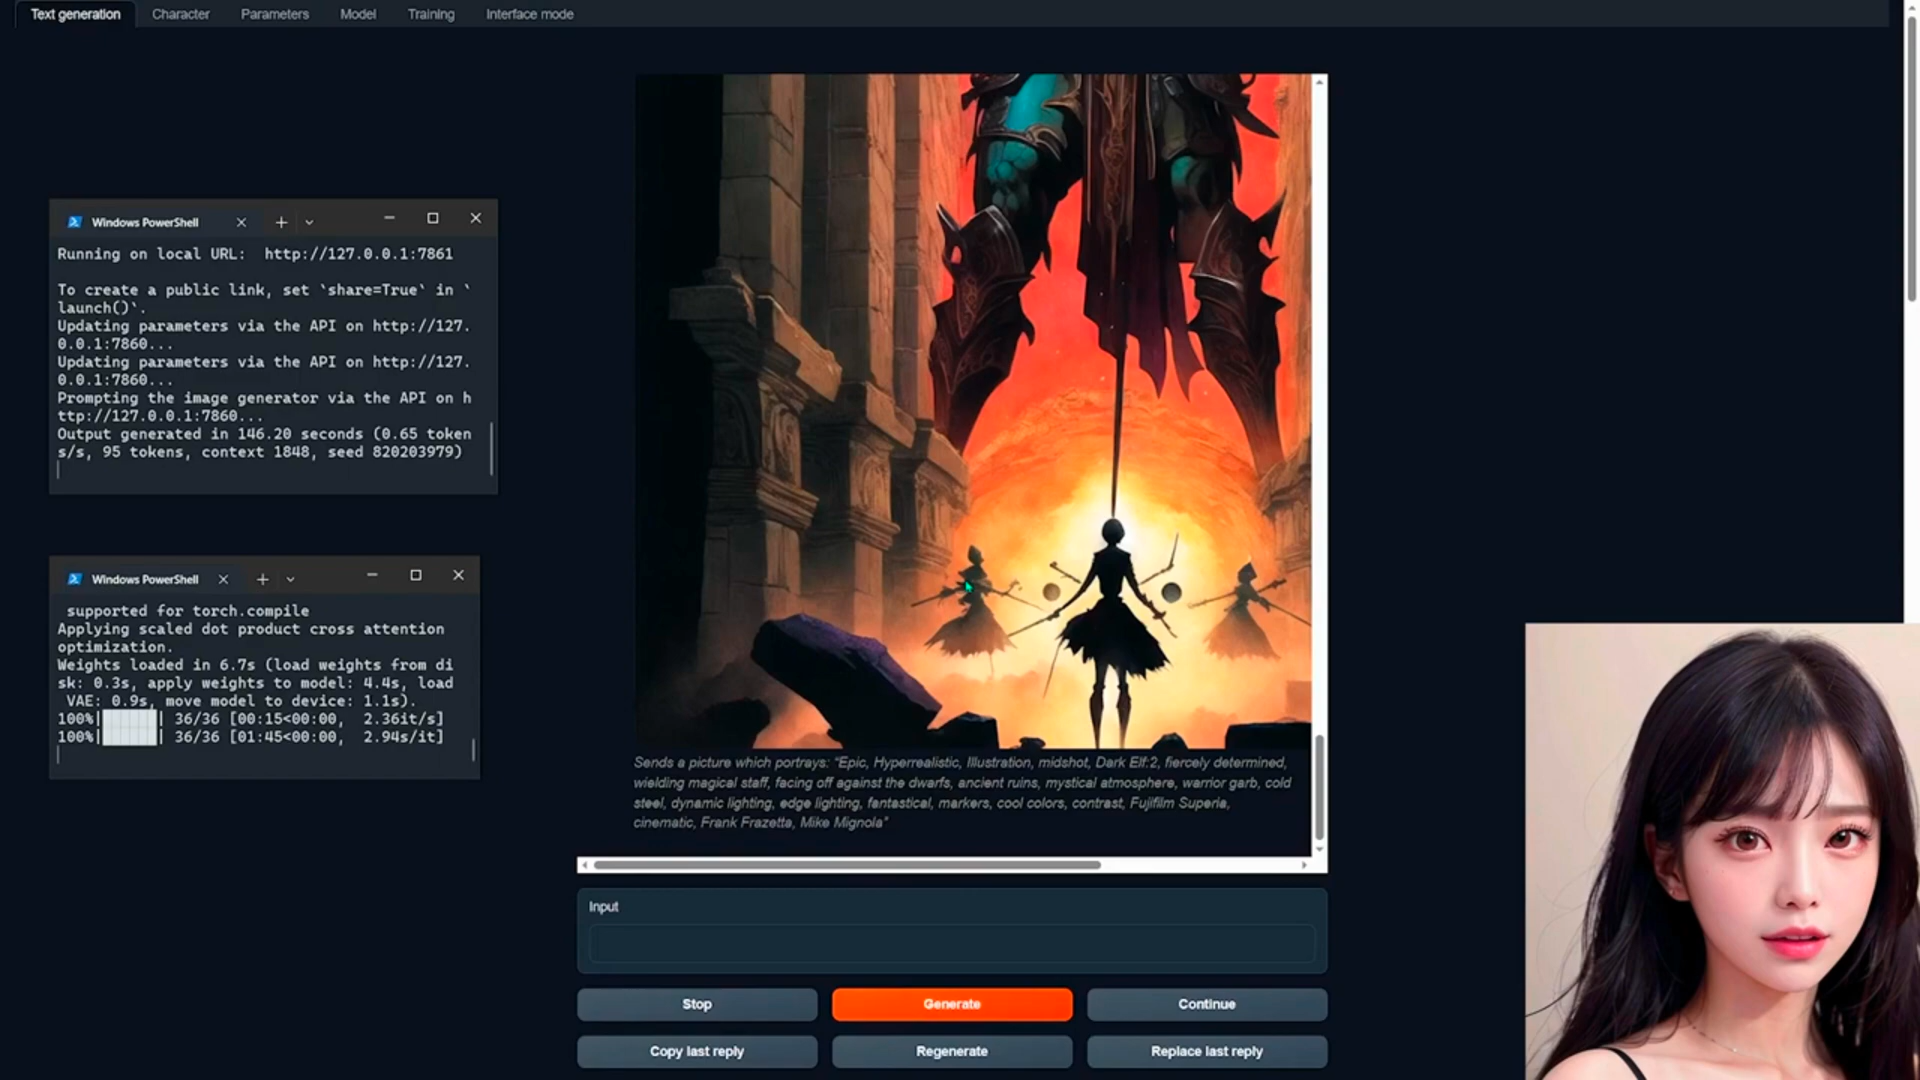 Text generation
Character
Parameters
Model
Training
Interface mode
Windows PowerShell
Running on local URL:  http://127.0.0.1:7861
To create a public link, set `share=True` in `
launch()`.
Updating parameters via the API on http://127.
0.0.1:7860...
Updating parameters via the API on http://127.
0.0.1:7860...
Prompting the image generator via the API on h
ttp://127.0.0.1:7860...
Output generated in 146.20 seconds (0.65 token
s/s, 95 tokens, context 1848, seed 820203979)
Windows PowerShell
supported for torch.compile
Applying scaled dot product cross attention
optimization.
Weights loaded in 6.7s (load weights from di
sk: 0.3s, apply weights to model: 4.4s, load
VAE: 0.9s, move model to device: 1.1s).
100%| | 36/36 [00:15<00:00,  2.36it/s]
100%| | 36/36 [01:45<00:00,  2.94s/it]
Sends a picture which portrays: "Epic, Hyperrealistic, Illustration, midshot, Dark Elf:2, fiercely determined,
wielding magical staff, facing off against the dwarfs, ancient ruins, mystical atmosphere, warrior garb, cold
steel, dynamic lighting, edge lighting, fantastical, markers, cool colors, contrast, Fujifilm Superia,
cinematic, Frank Frazetta, Mike Mignola"
Input
Stop
Generate
Continue
Copy last reply
Regenerate
Replace last reply